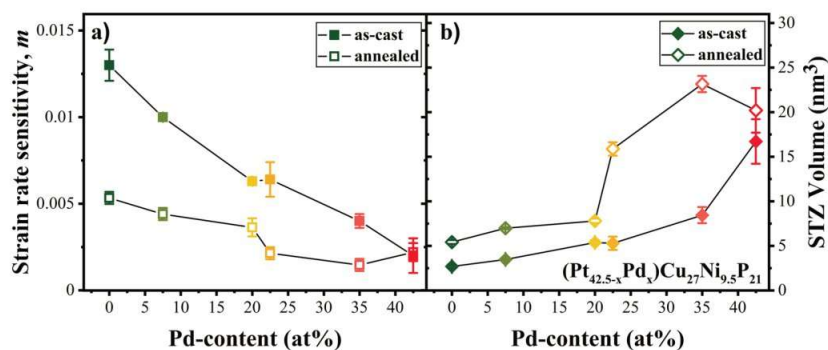 a)
as-cast
annealed
Strain rate sensitivity, m
0.015
0.01
0.005
0
0 5 10 15 20 25 30 35 40
Pd-content (at%)
b)
as-cast
annealed
(Pt42.5-xPdx)Cu27Ni9.5P21
0 5 10 15 20 25 30 35 40
Pd-content (at%)
30
25
20
15
10
5
0
STZ Volume (nm³)